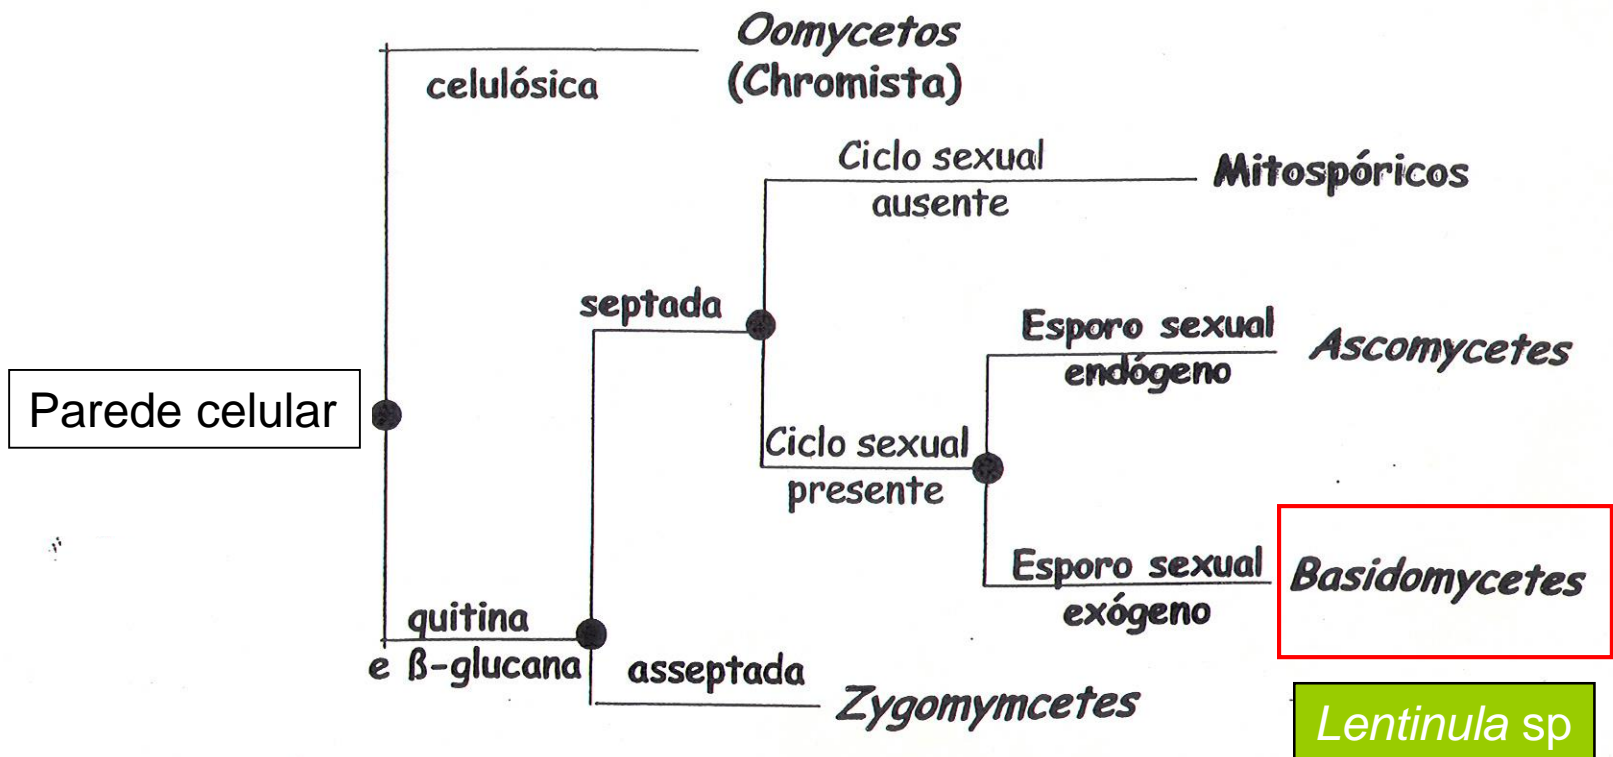 Oomycetos
(Chromista)
celulósica
Ciclo sexual
ausente
Mitospóricos
septada
Esporo sexual
endógeno
Ascomycetes
Parede celular
Ciclo sexual
presente
Esporo sexual
exógeno
Basidomycetes
quitina
e ß-glucana
asseptada
Zygomymcetes
Lentinula sp